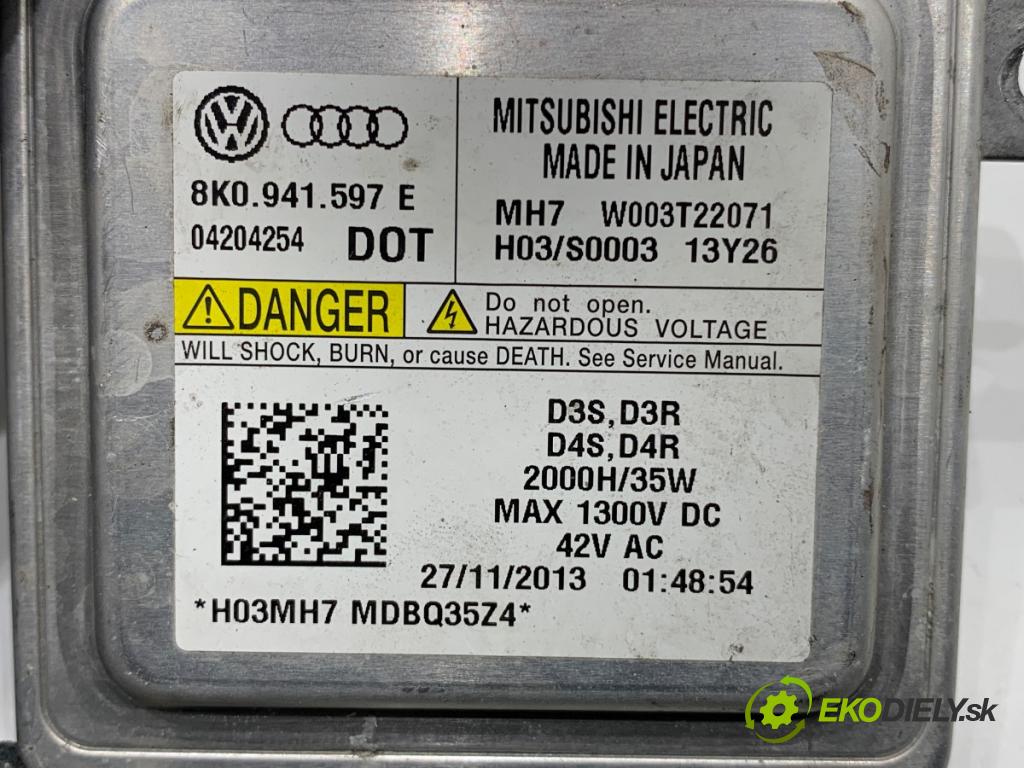 8K0.941.597 E
04204254 DOT
MITSUBISHI ELECTRIC
MADE IN JAPAN
MH7 W003T22071
H03/S0003 13Y26
DANGER
Do not open.
HAZARDOUS VOLTAGE
WILL SHOCK, BURN, or cause DEATH. See Service Manual.
D3S,D3R
D4S,D4R
2000H/35W
MAX 1300V DC
42V AC
27/11/2013 01:48:54
*H03MH7 MDBQ35Z4*
EKODIELY.sk